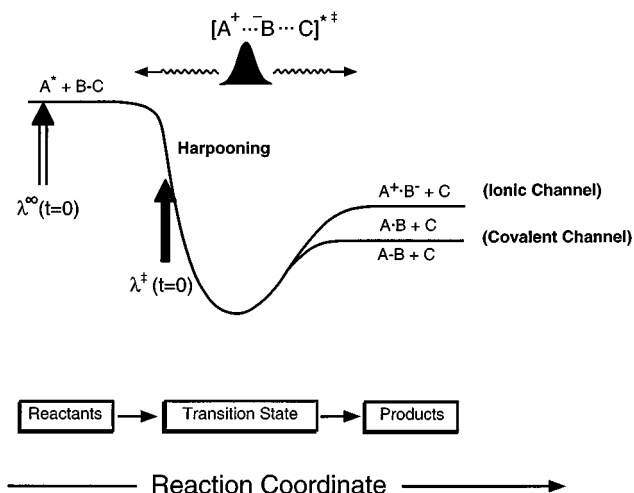 [A⁺···⁻B···C]*‡
A* + B-C
Harpooning
λ∞(t=0)
λ‡(t=0)
A⁺·B⁻ + C (Ionic Channel)
A·B + C (Covalent Channel)
A-B + C
Reactants Transition State Products
Reaction Coordinate